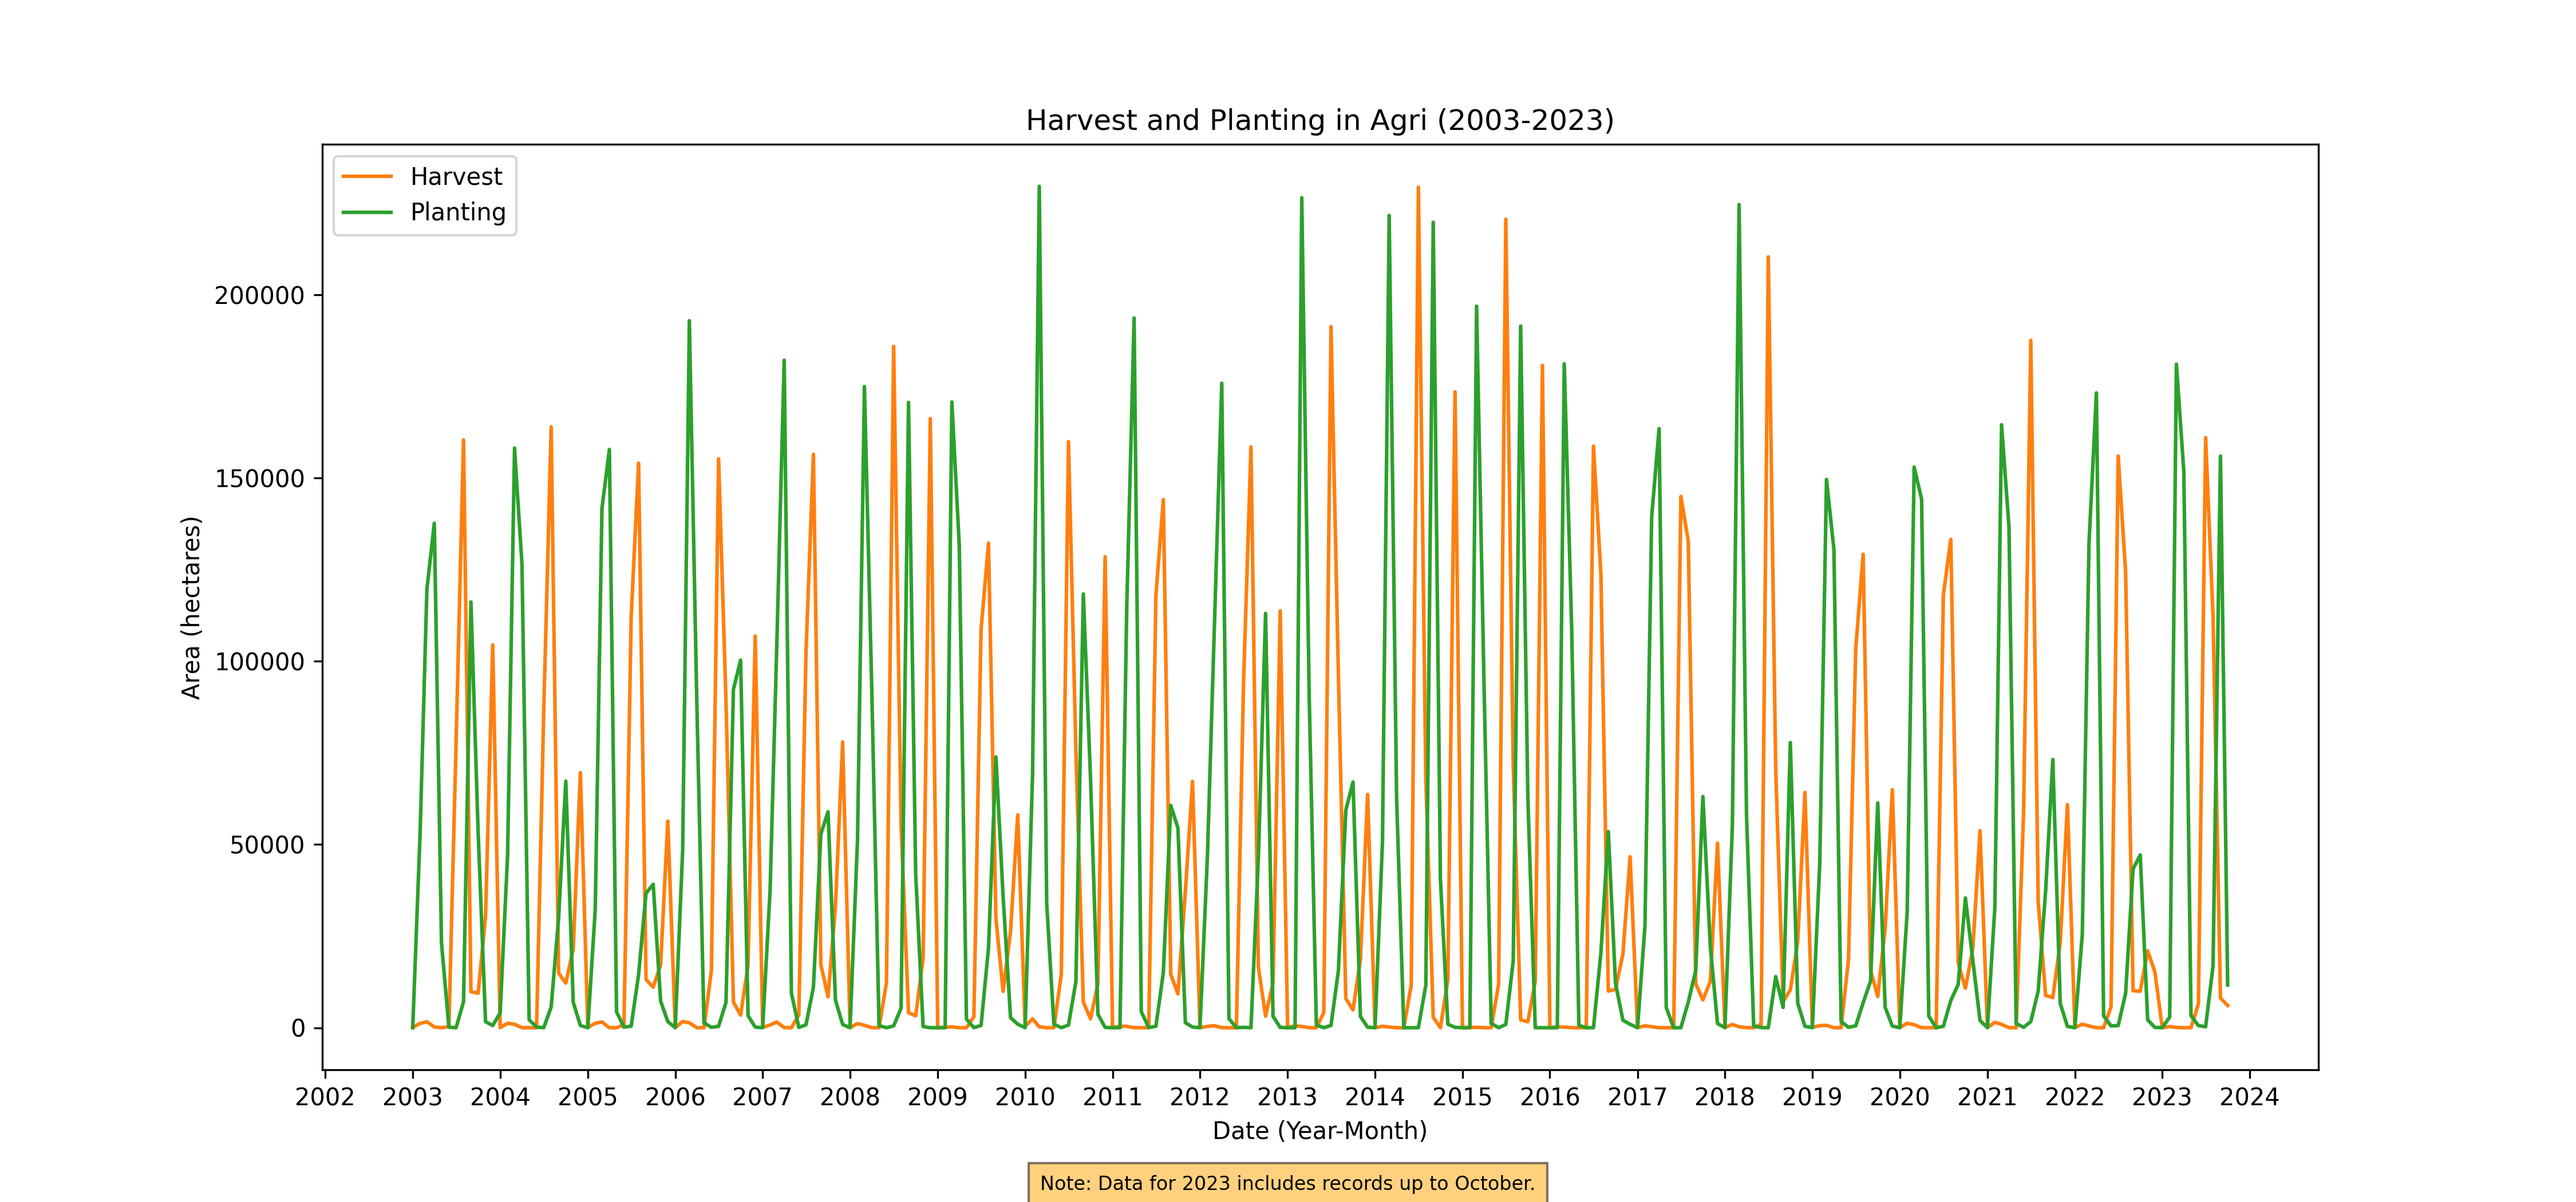 Harvest and Planting in Agri (2003-2023)
Harvest
Planting
200000
150000
100000
50000
0
Area (hectares)
2002 2003 2004 2005 2006 2007 2008 2009 2010 2011 2012 2013 2014 2015 2016 2017 2018 2019 2020 2021 2022 2023 2024
Date (Year-Month)
Note: Data for 2023 includes records up to October.